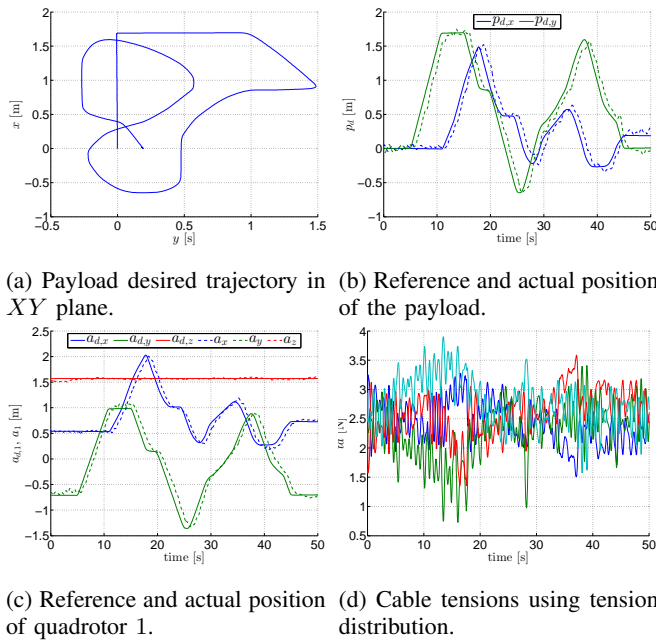 2
1.5
1
0.5
0
−0.5
−1
−0.5 0 0.5 1 1.5
x [m]
y [s]
2
1.5
1
0.5
0
−0.5
−1
0 10 20 30 40 50
p_d [m]
time [s]
p_{d,x} p_{d,y}
(a) Payload desired trajectory in
XY plane.
(b) Reference and actual position
of the payload.
2.5
2
1.5
1
0.5
0
−0.5
−1
−1.5
0 10 20 30 40 50
a_{d,1}, a_1 [m]
time [s]
a_{d,x} a_{d,y} a_{d,z} a_x a_y a_z
4
3.5
3
2.5
2
1.5
1
0.5
0 10 20 30 40 50
[N]
time [s]
(c) Reference and actual position
of quadrotor 1.
(d) Cable tensions using tension
distribution.